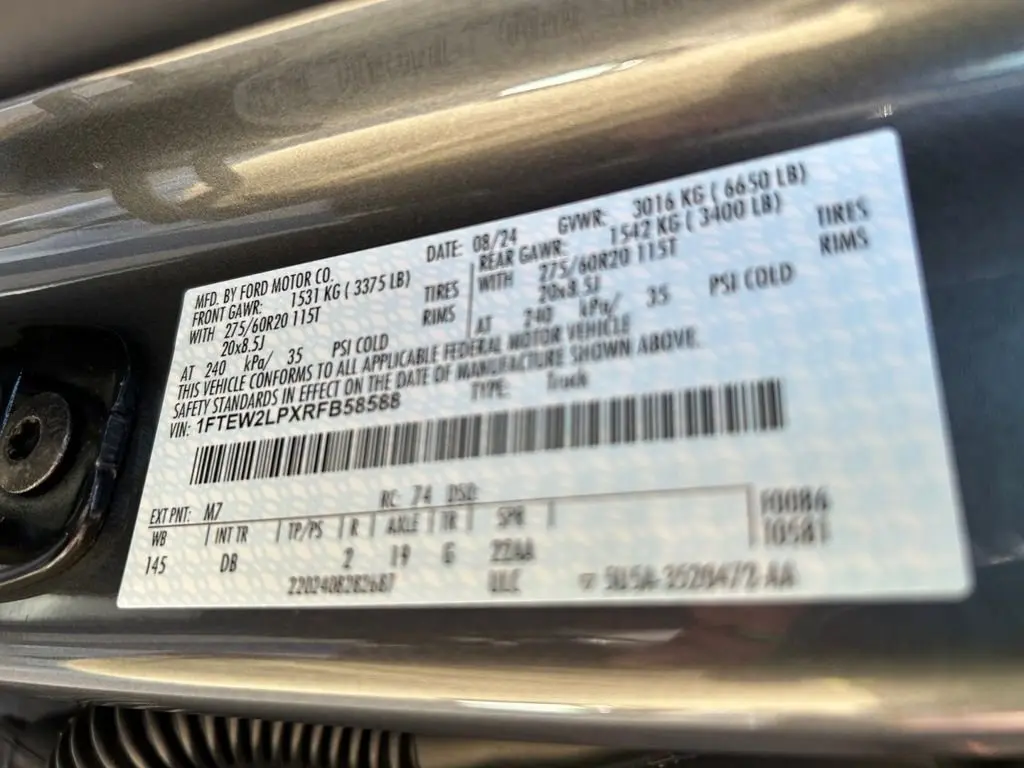 MFD. BY FORD MOTOR CO.
DATE: 08/24
GVWR: 3016 KG ( 6650 LB)
FRONT GAWR: 1531 KG ( 3375 LB)
REAR GAWR: 1542 KG ( 3400 LB)
WITH 275/60R20 115T TIRES
WITH 275/60R20 115T TIRES
20x8.5J RIMS
20x8.5J RIMS
AT 240 kPa/ 35 PSI COLD
AT 240 kPa/ 35 PSI COLD
THIS VEHICLE CONFORMS TO ALL APPLICABLE FEDERAL MOTOR VEHICLE
SAFETY STANDARDS IN EFFECT ON THE DATE OF MANUFACTURE SHOWN ABOVE.
VIN: 1FTEW2LPXRFB58588 TYPE: Truck
EXT PNT: M7 RC: 74 DSO:
WB INT TR TP/PS R AXLE TR SPR
145 DB 2 19 6 22AA
F0086
T0581
2202408282687 ULC